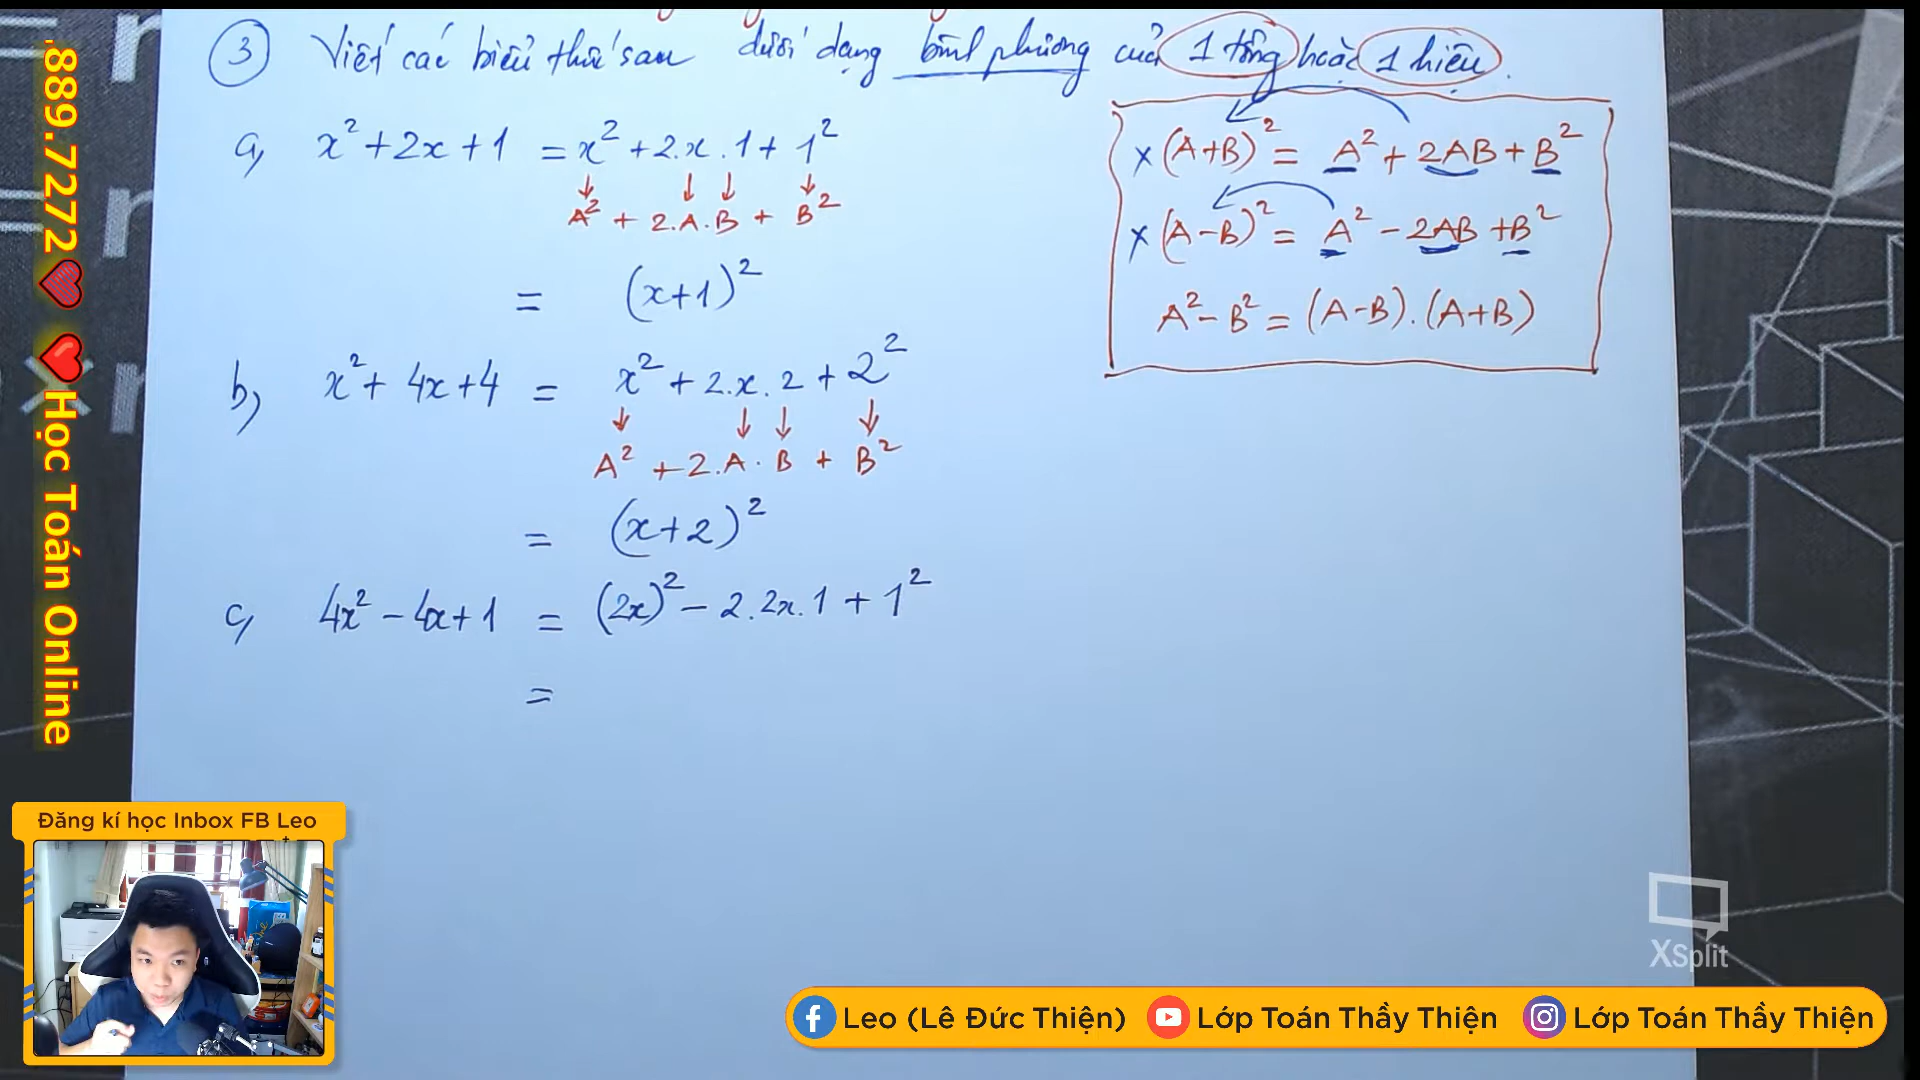 ③ Viết các biểu thức sau dưới dạng bình phương của 1 tổng hoặc 1 hiệu.
a, x² + 2x + 1 = x² + 2.x.1 + 1²
A² + 2.A.B + B²
= (x+1)²
b, x² + 4x + 4 = x² + 2.x.2 + 2²
A² + 2.A.B + B²
= (x+2)²
c, 4x² - 4x + 1 = (2x)² - 2.2x.1 + 1²
=
× (A+B)² = A² + 2AB + B²
× (A-B)² = A² - 2AB + B²
A² - B² = (A-B).(A+B)
.889.7272❤ ❤Học Toán Online
Đăng kí học Inbox FB Leo
XSplit
Leo (Lê Đức Thiện) Lớp Toán Thầy Thiện Lớp Toán Thầy Thiện